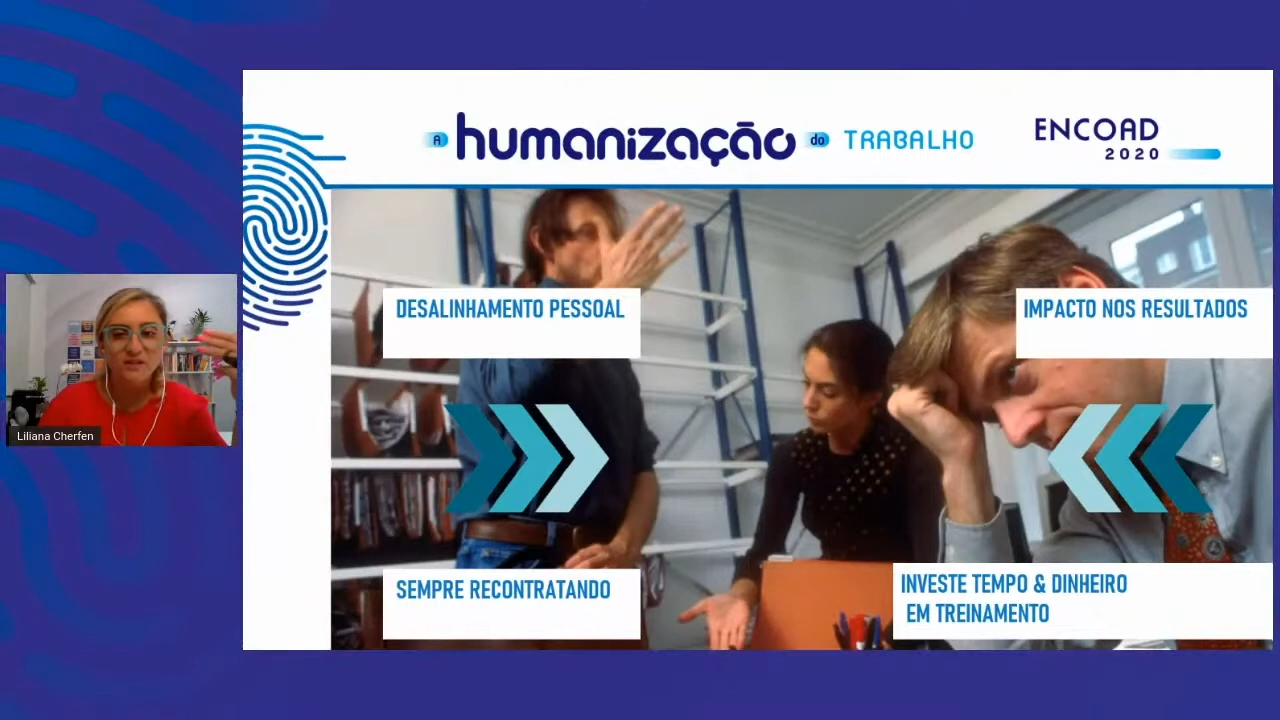 A humanização do TRABALHO
ENCOAD
2020
DESALINHAMENTO PESSOAL
IMPACTO NOS RESULTADOS
Liliana Cherfen
SEMPRE RECONTRATANDO
INVESTE TEMPO & DINHEIRO
EM TREINAMENTO